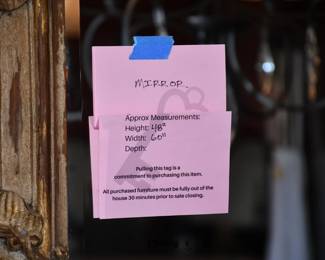 MIRROR
Approx Measurements:
Height: 48"
Width: 60"
Depth:
Pulling this tag is a
commitment to purchasing this item.
All purchased furniture must be fully out of the
house 30 minutes prior to sale closing.